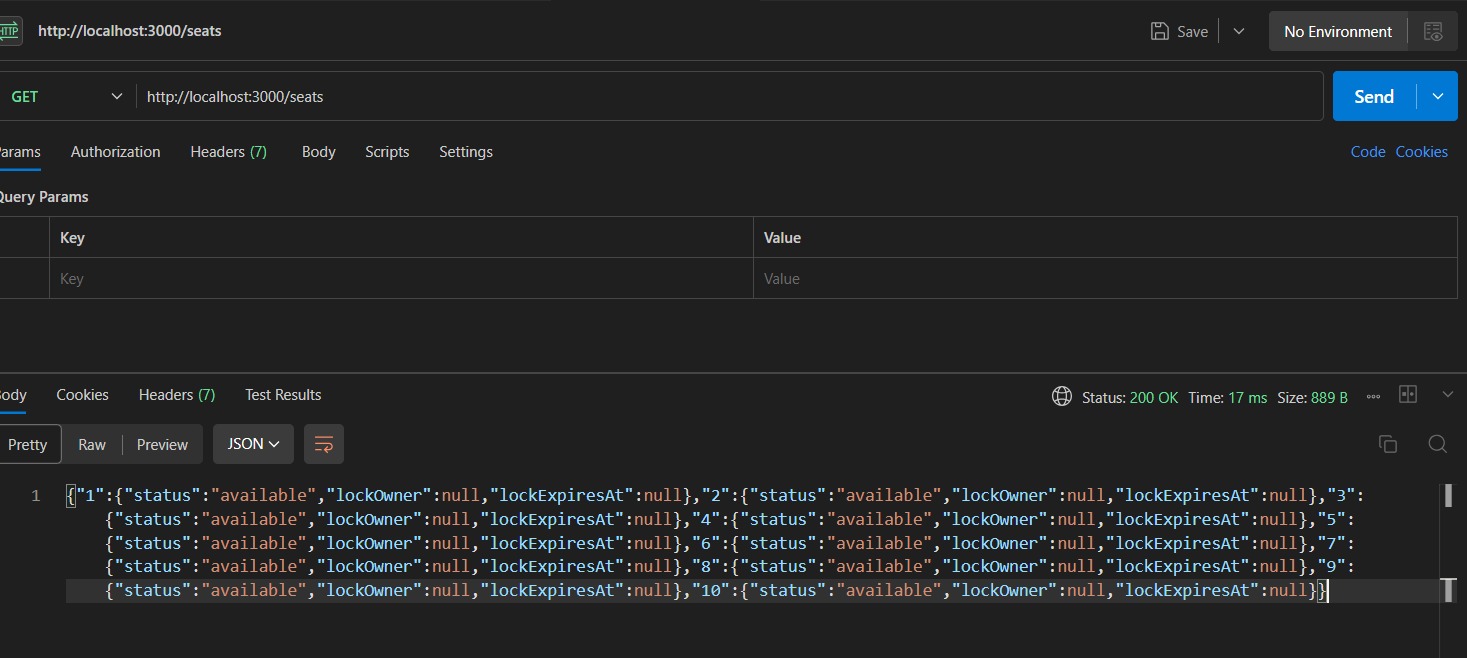 HTTP http://localhost:3000/seats Save No Environment
GET http://localhost:3000/seats Send
arams Authorization Headers (7) Body Scripts Settings Code Cookies
Query Params
Key Value
Key Value
ody Cookies Headers (7) Test Results Status: 200 OK Time: 17 ms Size: 889 B
Pretty Raw Preview JSON
1 {"1":{"status":"available","lockOwner":null,"lockExpiresAt":null},"2":{"status":"available","lockOwner":null,"lockExpiresAt":null},"3":
{"status":"available","lockOwner":null,"lockExpiresAt":null},"4":{"status":"available","lockOwner":null,"lockExpiresAt":null},"5":
{"status":"available","lockOwner":null,"lockExpiresAt":null},"6":{"status":"available","lockOwner":null,"lockExpiresAt":null},"7":
{"status":"available","lockOwner":null,"lockExpiresAt":null},"8":{"status":"available","lockOwner":null,"lockExpiresAt":null},"9":
{"status":"available","lockOwner":null,"lockExpiresAt":null},"10":{"status":"available","lockOwner":null,"lockExpiresAt":null}}